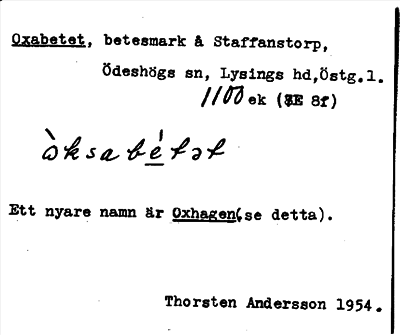 Oxabetet, betesmark å Staffanstorp,
Ödeshögs sn, Lysings hd,Östg.l.
1100 ek (ÆE 8f)
òksabétət
Ett nyare namn är Oxhagen(se detta).
Thorsten Andersson 1954.